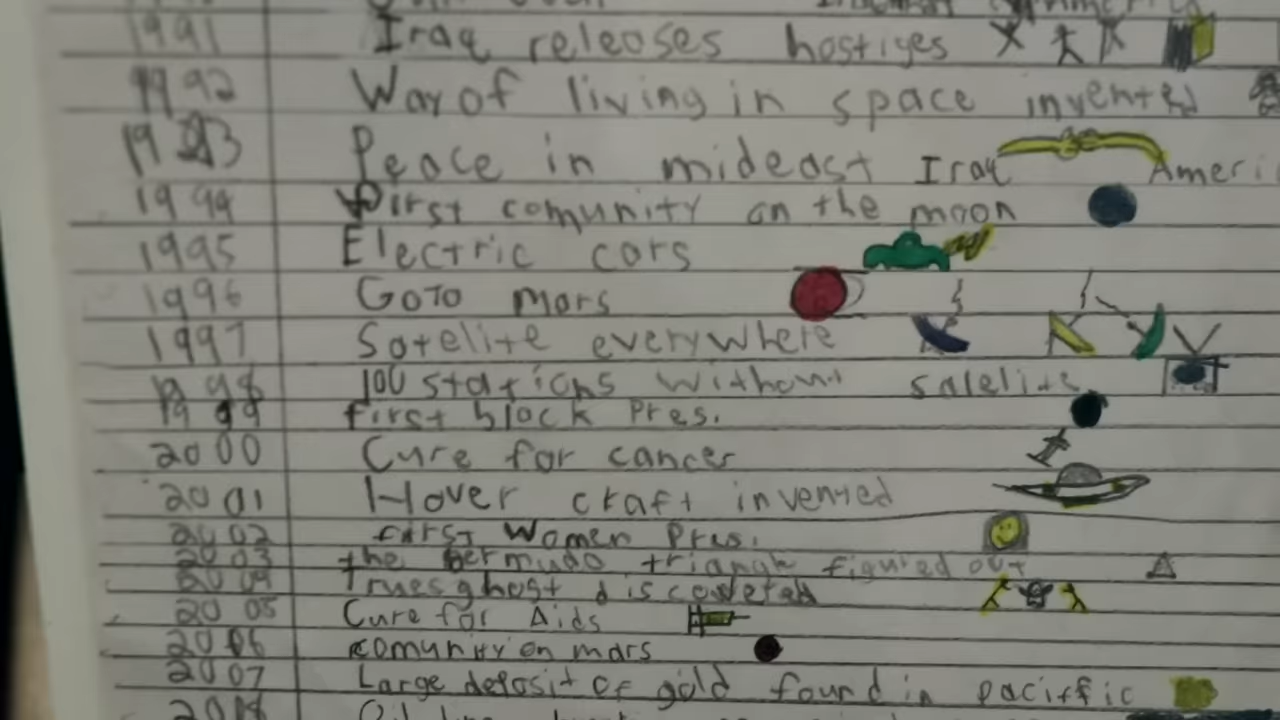 1991 Iraq releases hostiges
1992 Way of living in space invented
1993 Peace in mideast Iraq Ameri
1994 First comunity on the moon
1995 Electric cars
1996 GoTo mars
1997 Satelite everywhere
1998 100 stations without satelite
1999 first black Pres.
2000 Cure for cancer
2001 Hover craft invented
2002 First Women Pres.
2003 the bermuda triangle figured out
2004 Trues ghost discovered
2005 Cure for Aids
2006 comunity on mars
2007 Large deposit of gold found in paciffic
2008